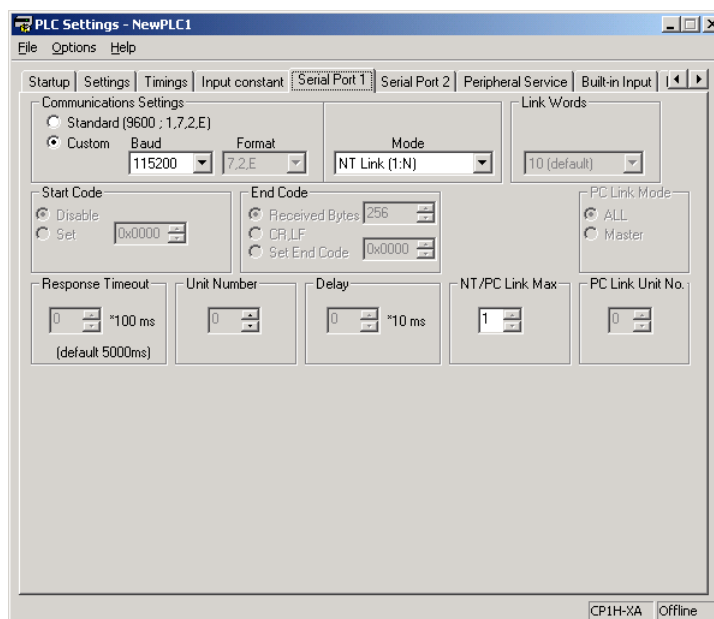 PLC Settings - NewPLC1
File Options Help
Startup Settings Timings Input constant Serial Port 1 Serial Port 2 Peripheral Service Built-in Input
Communications Settings
Link Words
Standard (9600 ; 1,7,2,E)
Custom
Baud
Format
Mode
115200
7,2,E
NT Link (1:N)
10 (default)
Start Code
End Code
PC Link Mode
Disable
Received Bytes 256
ALL
Set 0x0000
CR,LF
Master
Set End Code 0x0000
Response Timeout
Unit Number
Delay
NT/PC Link Max
PC Link Unit No.
0 *100 ms
0
0 *10 ms
1
0
(default 5000ms)
CP1H-XA Offline